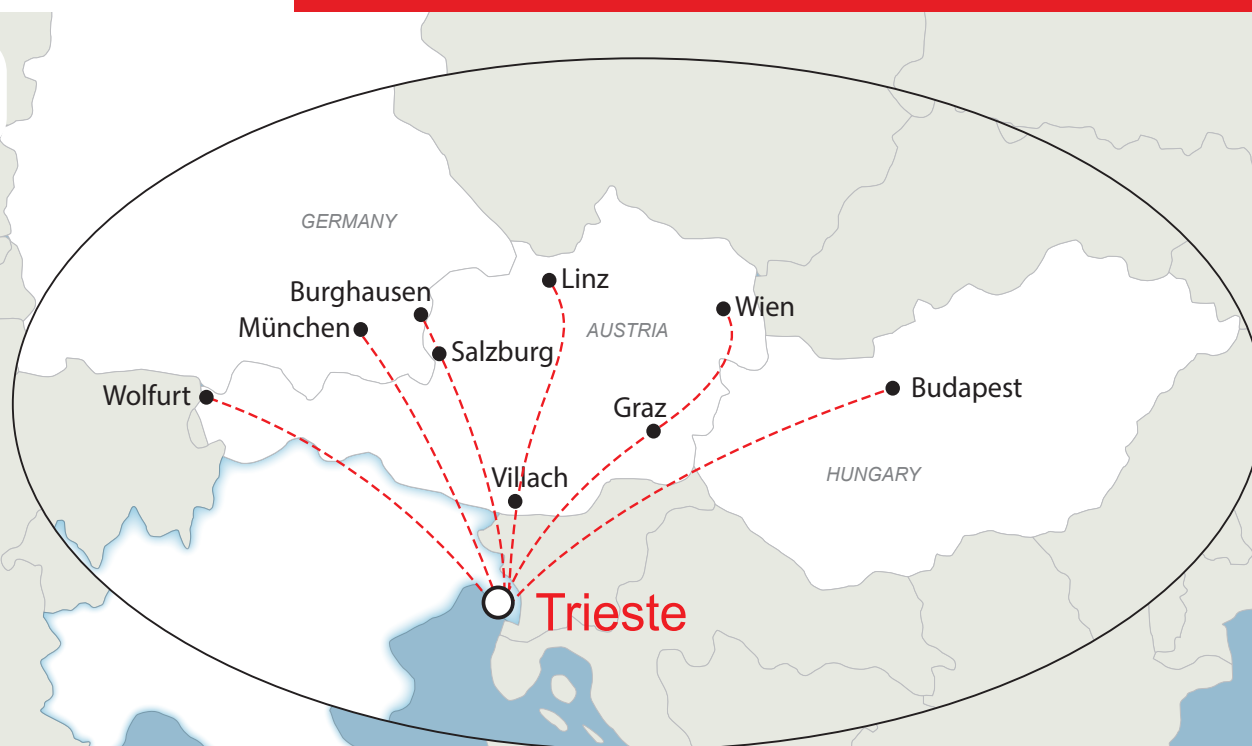 GERMANY
Linz
Burghausen
Wien
München
AUSTRIA
Salzburg
Wolfurt
Budapest
Graz
HUNGARY
Villach
Trieste